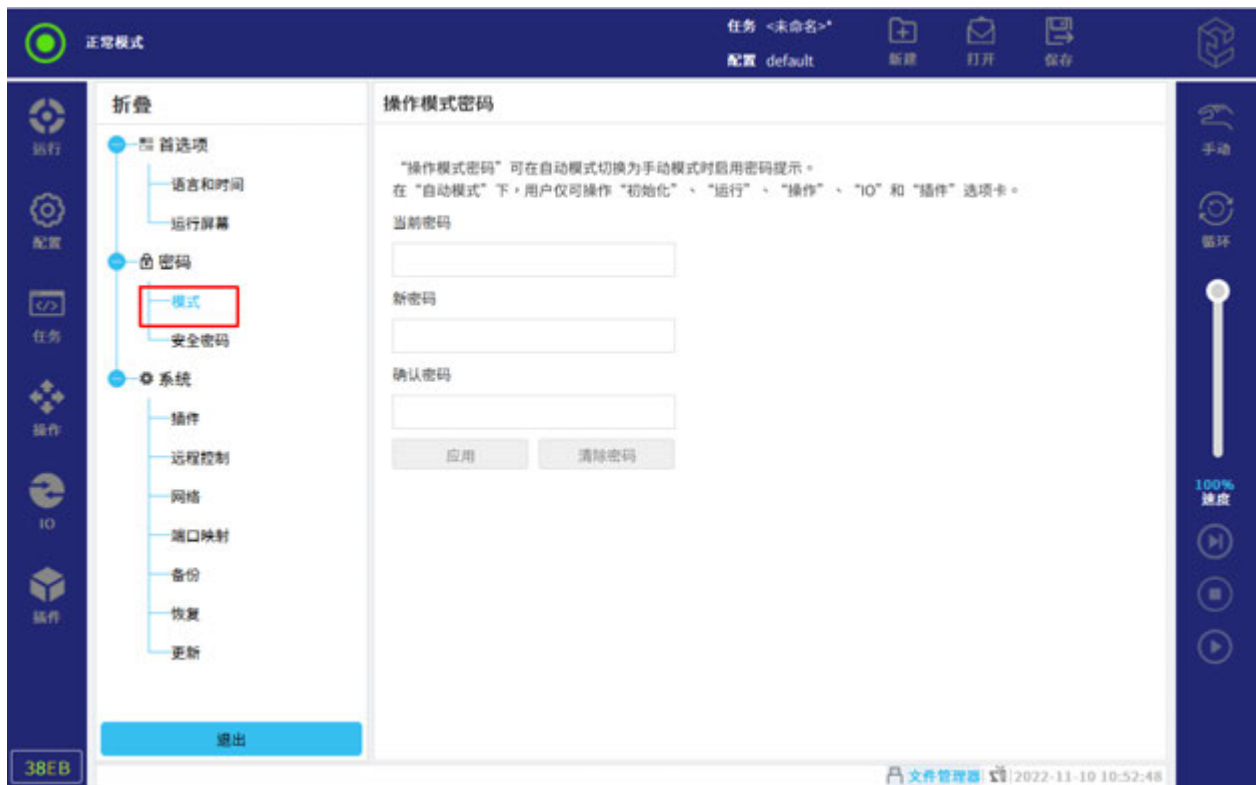 正常模式
任务 <未命名>*
配置 default
新建
打开
保存
运行
配置
任务
操作
IO
插件
38EB
折叠
首选项
语言和时间
运行屏幕
密码
模式
安全密码
系统
插件
远程控制
网络
端口映射
备份
恢复
更新
退出
操作模式密码
“操作模式密码”可在自动模式切换为手动模式时启用密码提示。
在“自动模式”下，用户仅可操作“初始化”、“运行”、“操作”、“IO”和“插件”选项卡。
当前密码
新密码
确认密码
应用
清除密码
手动
循环
100%
速度
文件管理器
2022-11-10 10:52:48